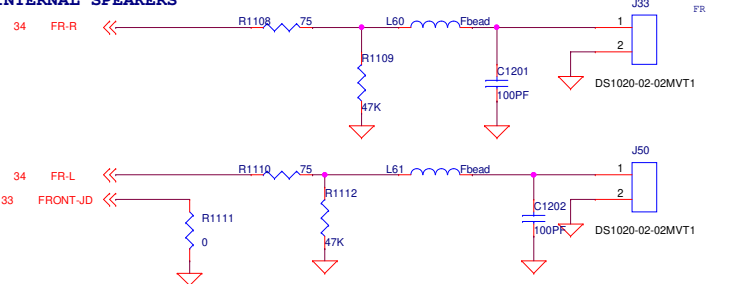 INTERNAL SPEAKERS
J33
FR
34 FR-R R1108 75 L60 Fbead 1
2
R1109
47K
C1201
100PF
DS1020-02-02MVT1
J50
34 FR-L R1110 75 L61 Fbead 1
33 FRONT-JD 2
R1111
0
R1112
47K
C1202
100PF
DS1020-02-02MVT1